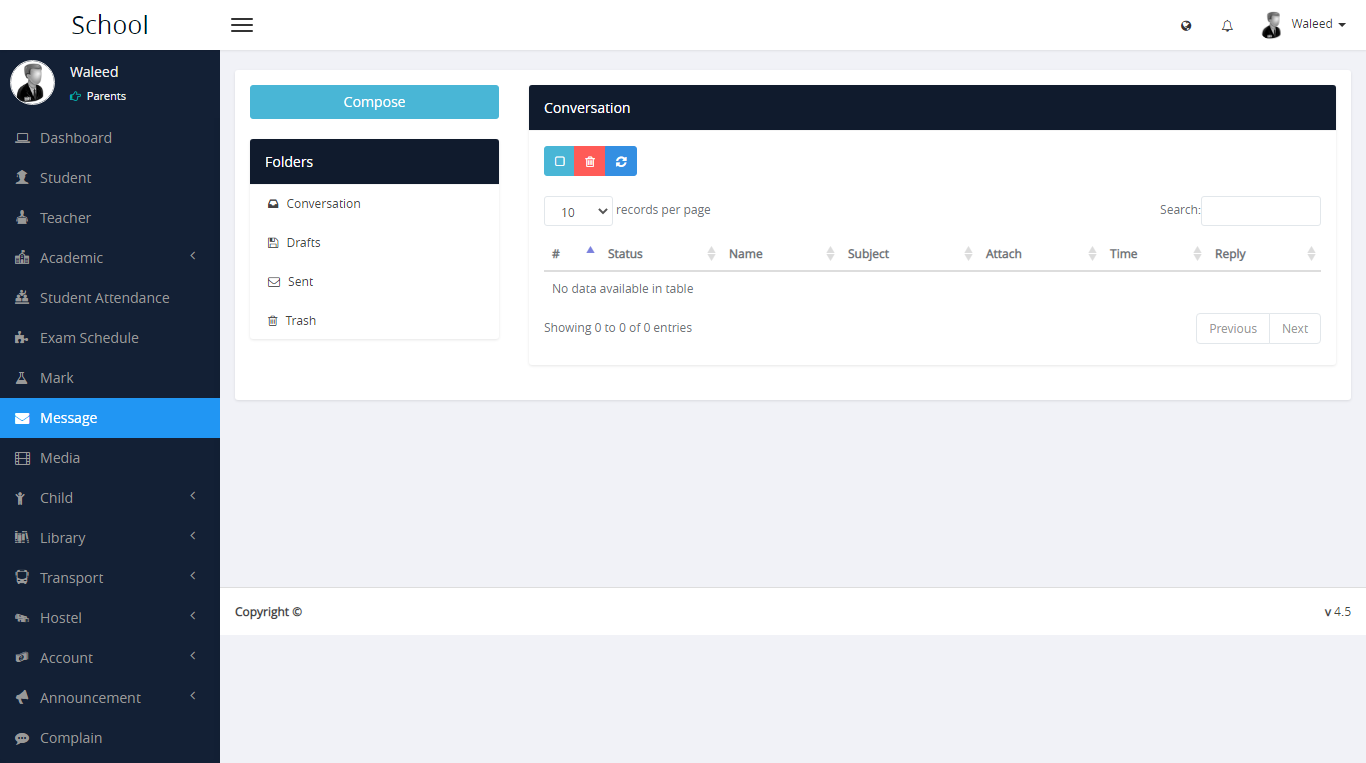 School
Waleed
Waleed
Parents
Dashboard
Student
Teacher
Academic
Student Attendance
Exam Schedule
Mark
Message
Media
Child
Library
Transport
Hostel
Account
Announcement
Complain
Compose
Folders
Conversation
Drafts
Sent
Trash
Conversation
10 records per page
Search:
# Status Name Subject Attach Time Reply
No data available in table
Showing 0 to 0 of 0 entries
Previous Next
Copyright ©
v 4.5